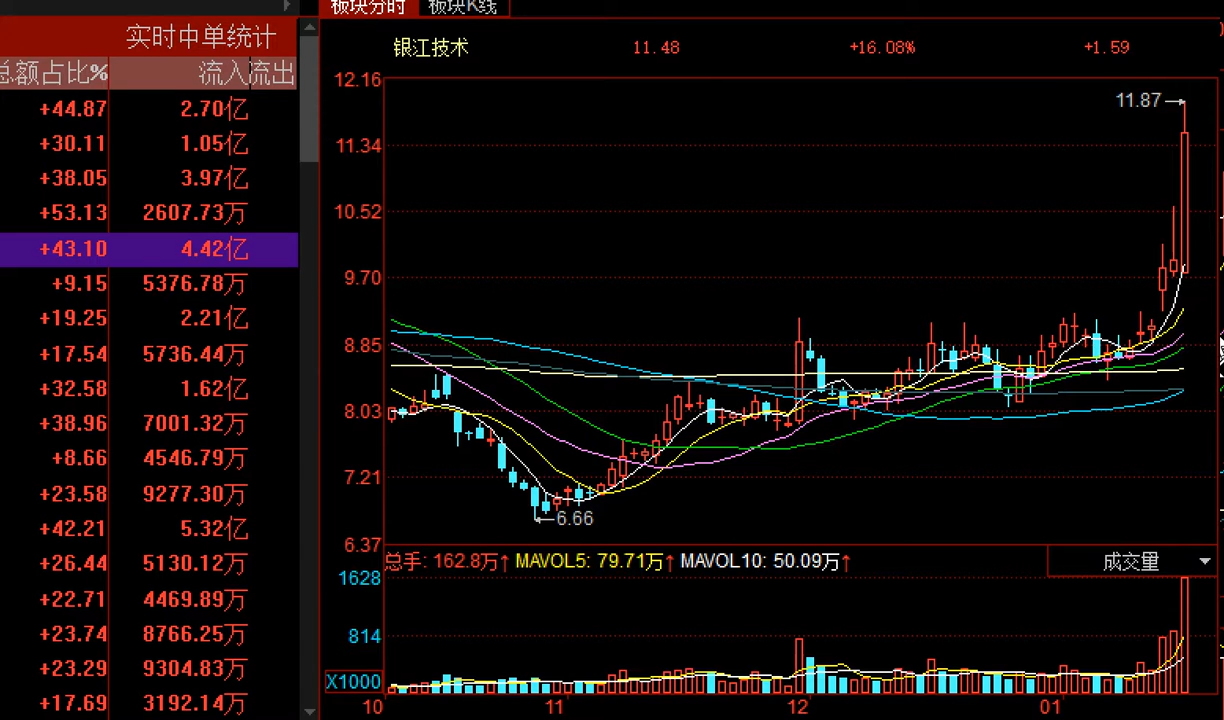 板块分时 板块K线
实时中单统计
总额占比% 流入流出
+44.87 2.70亿
+30.11 1.05亿
+38.05 3.97亿
+53.13 2607.73万
+43.10 4.42亿
+9.15 5376.78万
+19.25 2.21亿
+17.54 5736.44万
+32.58 1.62亿
+38.96 7001.32万
+8.66 4546.79万
+23.58 9277.30万
+42.21 5.32亿
+26.44 5130.12万
+22.71 4469.89万
+23.74 8766.25万
+23.29 9304.83万
+17.69 3192.14万
银江技术 11.48 +16.08% +1.59
12.16
11.87
11.34
10.52
9.70
8.85
8.03
7.21
6.66
6.37
总手: 162.8万↑ MAVOL5: 79.71万↑ MAVOL10: 50.09万↑ 成交量
1628
814
X1000
10 11 12 01